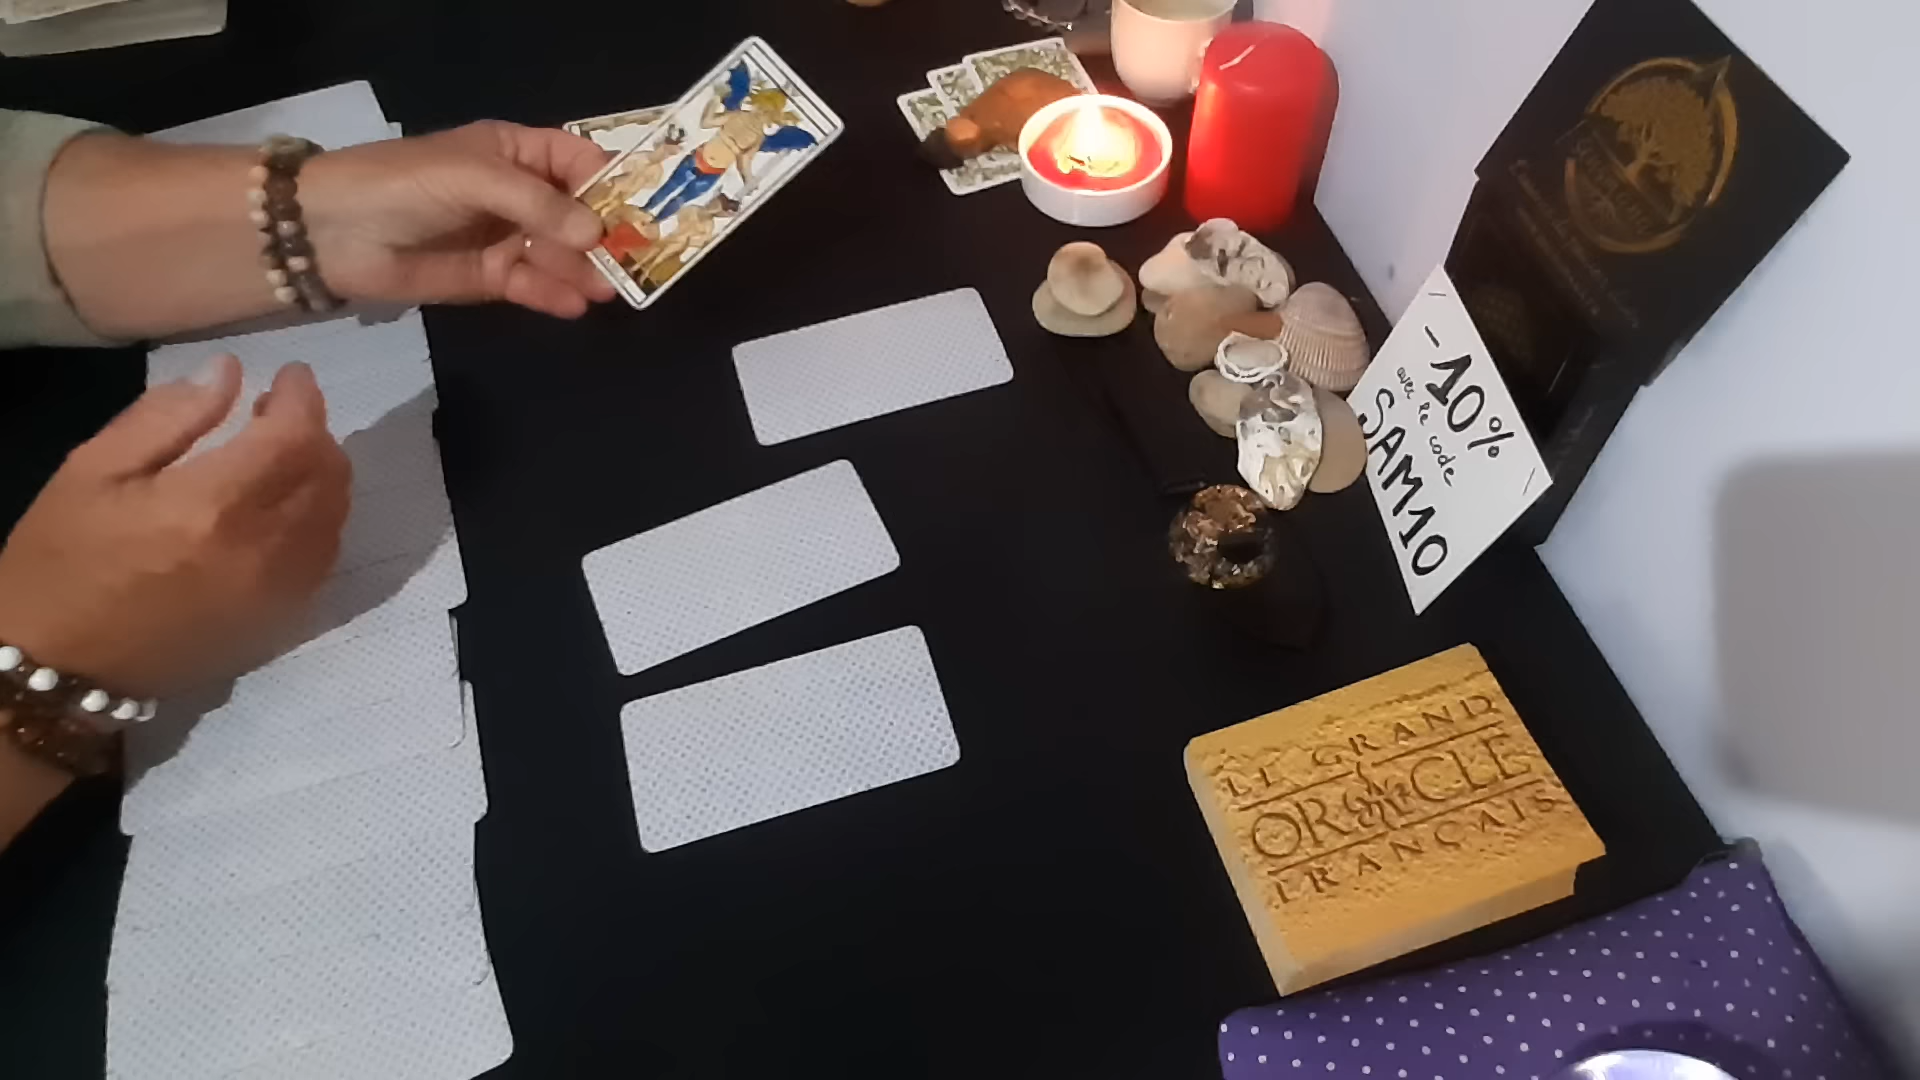 -10%
avec le code
SAM10
LE GRAND
ORACLE
FRANÇAIS